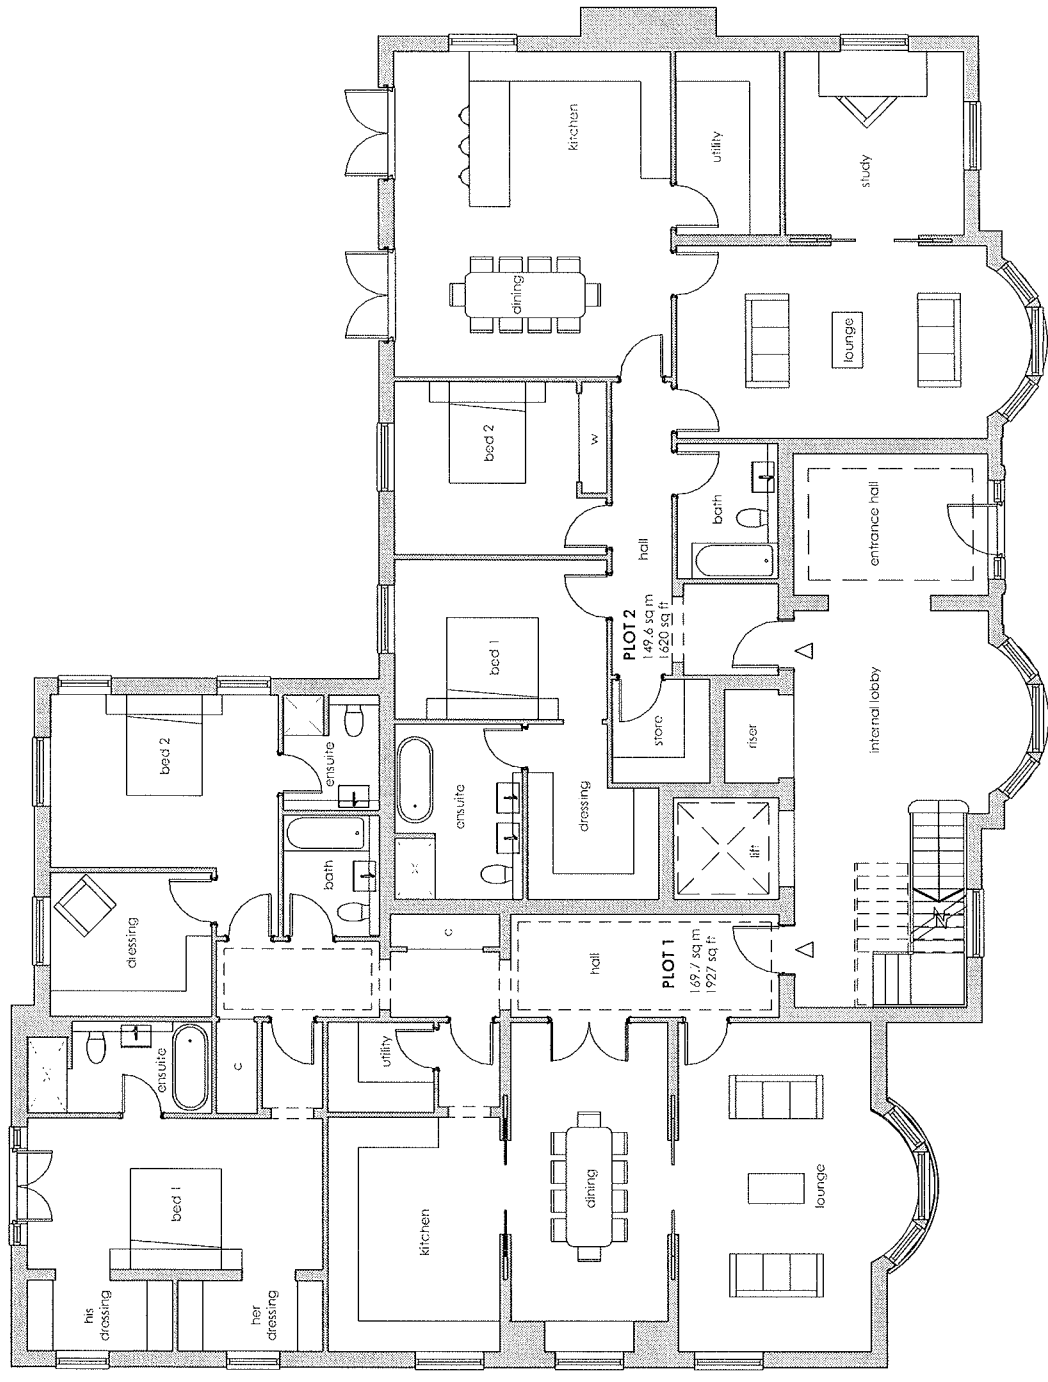 kitchen
utility
study
dining
lounge
bed 2
w
bath
entrance hall
hall
bed 1
PLOT 2
149.6 sq m
1620 sq ft
store
riser
internal lobby
bed 2
ensuite
ensuite
dressing
lift
bath
dressing
c
hall
PLOT 1
169.7 sq m
1927 sq ft
ensuite
c
utility
bed 1
kitchen
dining
lounge
his
dressing
her
dressing